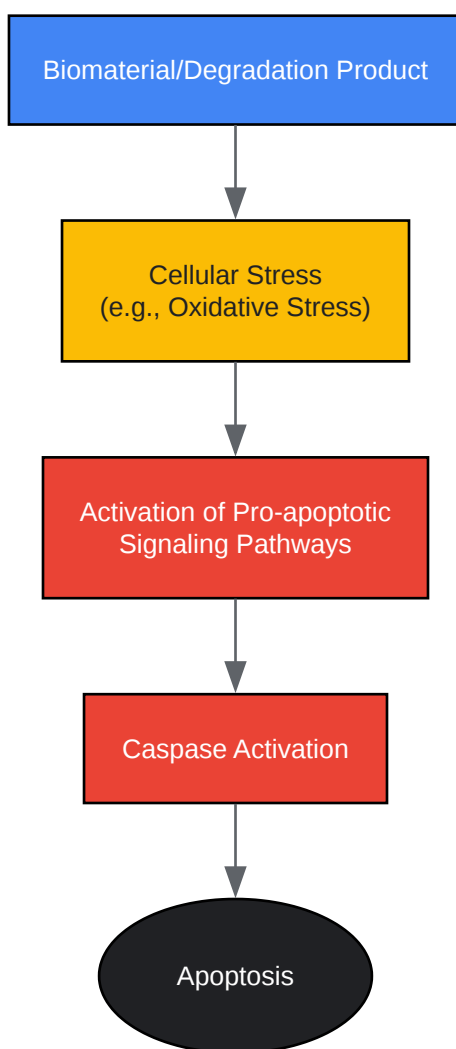 Biomaterial/Degradation Product
Cellular Stress
(e.g., Oxidative Stress)
Activation of Pro-apoptotic
Signaling Pathways
Caspase Activation
Apoptosis